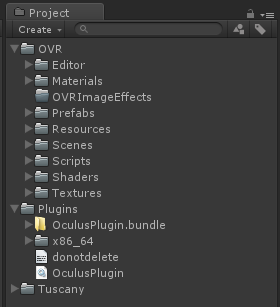 Project
Create
OVR
Editor
Materials
OVRImageEffects
Prefabs
Resources
Scenes
Scripts
Shaders
Textures
Plugins
OculusPlugin.bundle
x86_64
donotdelete
OculusPlugin
Tuscany